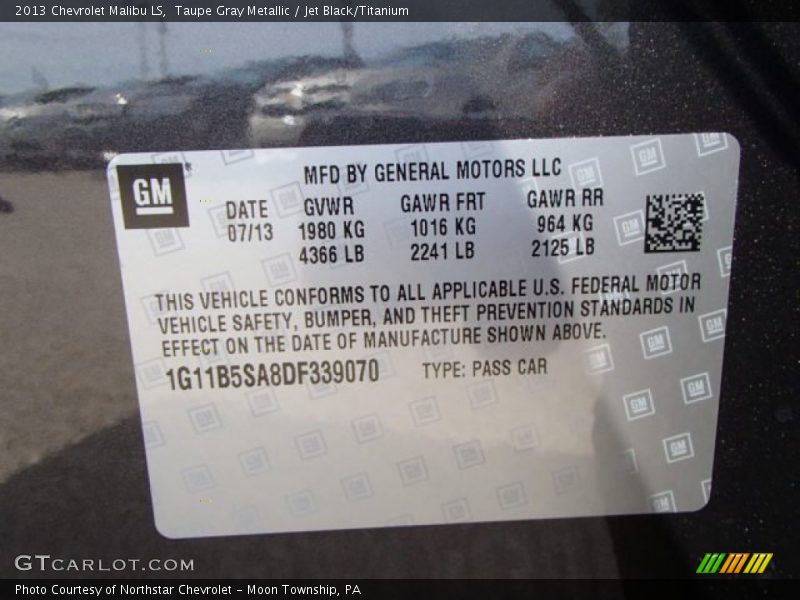 2013 Chevrolet Malibu LS, Taupe Gray Metallic / Jet Black/Titanium
MFD BY GENERAL MOTORS LLC
GM
DATE GVWR GAWR FRT GAWR RR
07/13 1980 KG 1016 KG 964 KG
4366 LB 2241 LB 2125 LB
THIS VEHICLE CONFORMS TO ALL APPLICABLE U.S. FEDERAL MOTOR
VEHICLE SAFETY, BUMPER, AND THEFT PREVENTION STANDARDS IN
EFFECT ON THE DATE OF MANUFACTURE SHOWN ABOVE.
1G11B5SA8DF339070 TYPE: PASS CAR
GTCARLOT.COM
Photo Courtesy of Northstar Chevrolet - Moon Township, PA